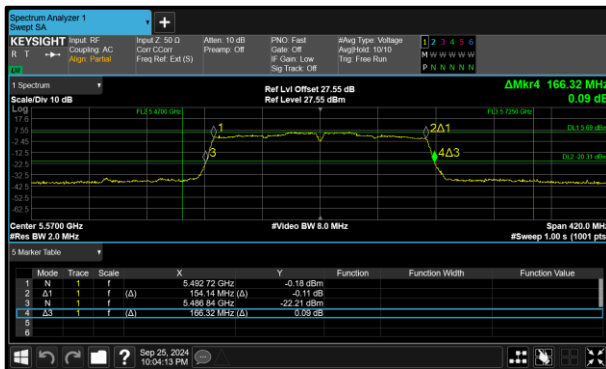 Spectrum Analyzer 1
Swept SA
KEYSIGHT Input: RF Input Z: 50 Ω Atten: 10 dB PNO: Fast #Avg Type: Voltage 1 2 3 4 5 6
R T Coupling: AC Corr CCorr Preamp: Off Gate: Off Avg|Hold: 10/10 M W W W W W
Align: Partial Freq Ref: Ext (S) IF Gain: Low Trig: Free Run P N N N N N
Sig Track: Off
1 Spectrum Ref Lvl Offset 27.55 dB ΔMkr4 166.32 MHz
Scale/Div 10 dB Ref Level 27.55 dBm 0.09 dB
Log
17.6 FL2 5.4700 GHz FL3 5.7250 GHz
7.55 1 2Δ1 DL1 5.69 dBm
-2.45
-12.5 3 4Δ3 DL2 -20.31 dBm
-22.5
-32.5
-42.5
-52.5
-62.5
Center 5.5700 GHz #Video BW 8.0 MHz Span 420.0 MHz
#Res BW 2.0 MHz #Sweep 1.00 s (1001 pts)
5 Marker Table
Mode Trace Scale X Y Function Function Width Function Value
1 N 1 f 5.492 72 GHz -0.18 dBm
2 Δ1 1 f (Δ) 154.14 MHz (Δ) -0.11 dB
3 N 1 f 5.486 84 GHz -22.21 dBm
4 Δ3 1 f (Δ) 166.32 MHz (Δ) 0.09 dB
5
6
? Sep 25, 2024
10:04:13 PM